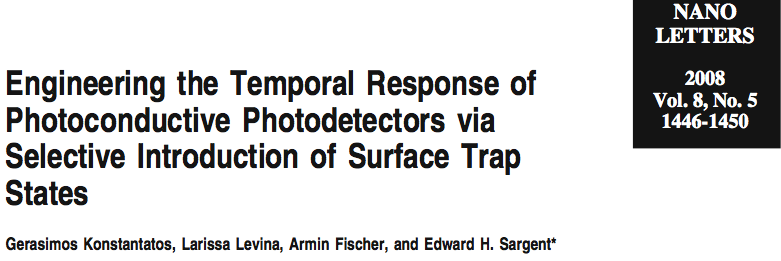 NANO
LETTERS
2008
Vol. 8, No. 5
1446-1450
Engineering the Temporal Response of
Photoconductive Photodetectors via
Selective Introduction of Surface Trap
States
Gerasimos Konstantatos, Larissa Levina, Armin Fischer, and Edward H. Sargent*